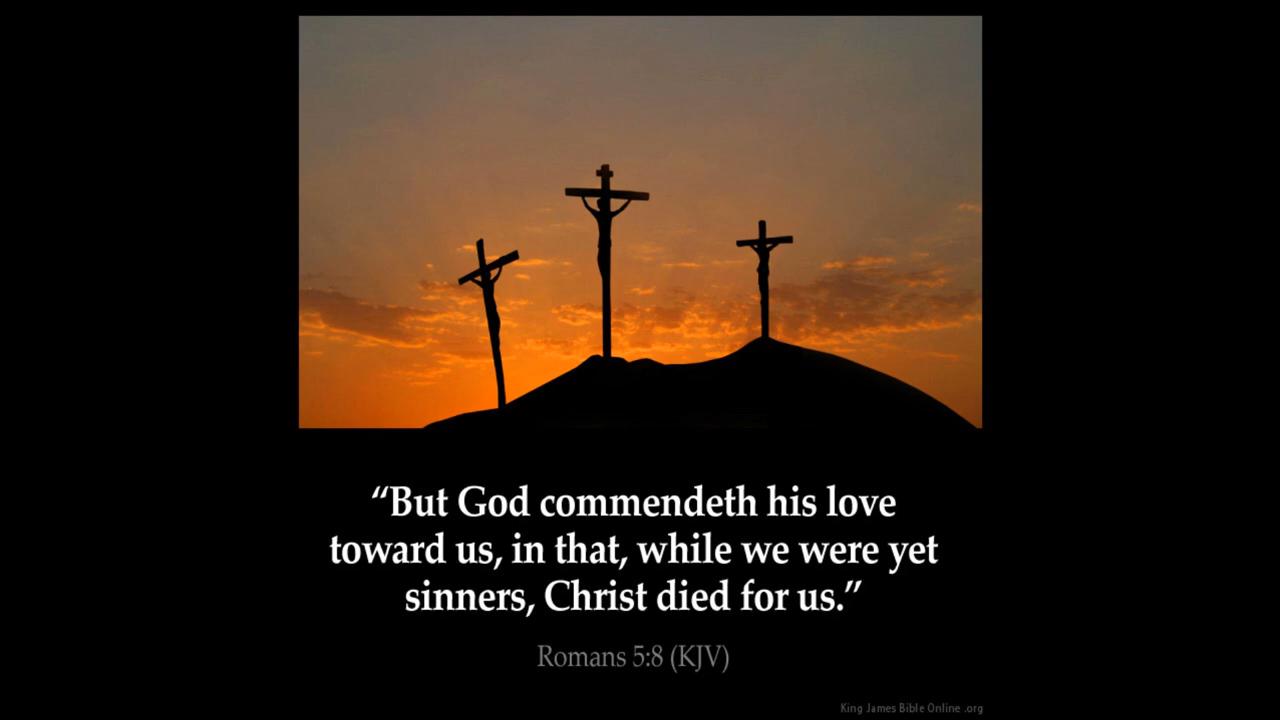 “But God commendeth his love
toward us, in that, while we were yet
sinners, Christ died for us.”
Romans 5:8 (KJV)
King James Bible Online .org